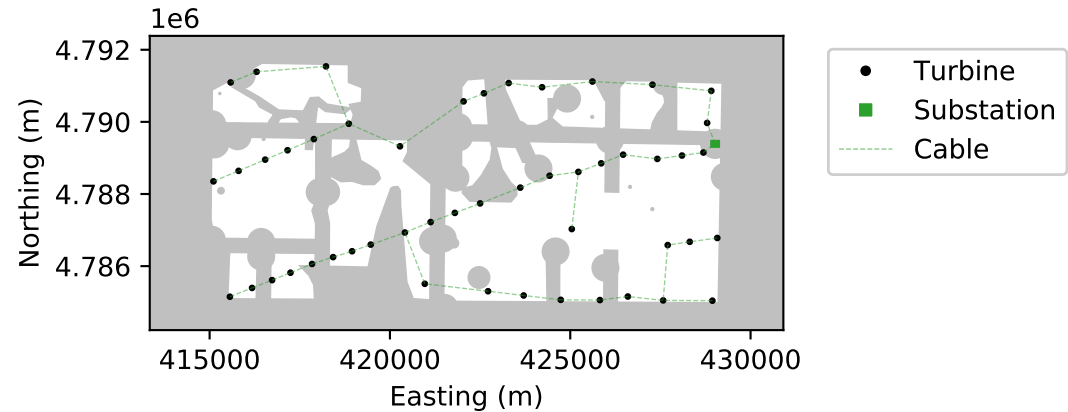 1e6
4.792
4.790
4.788
4.786
Northing (m)
415000 420000 425000 430000
Easting (m)
Turbine
Substation
Cable